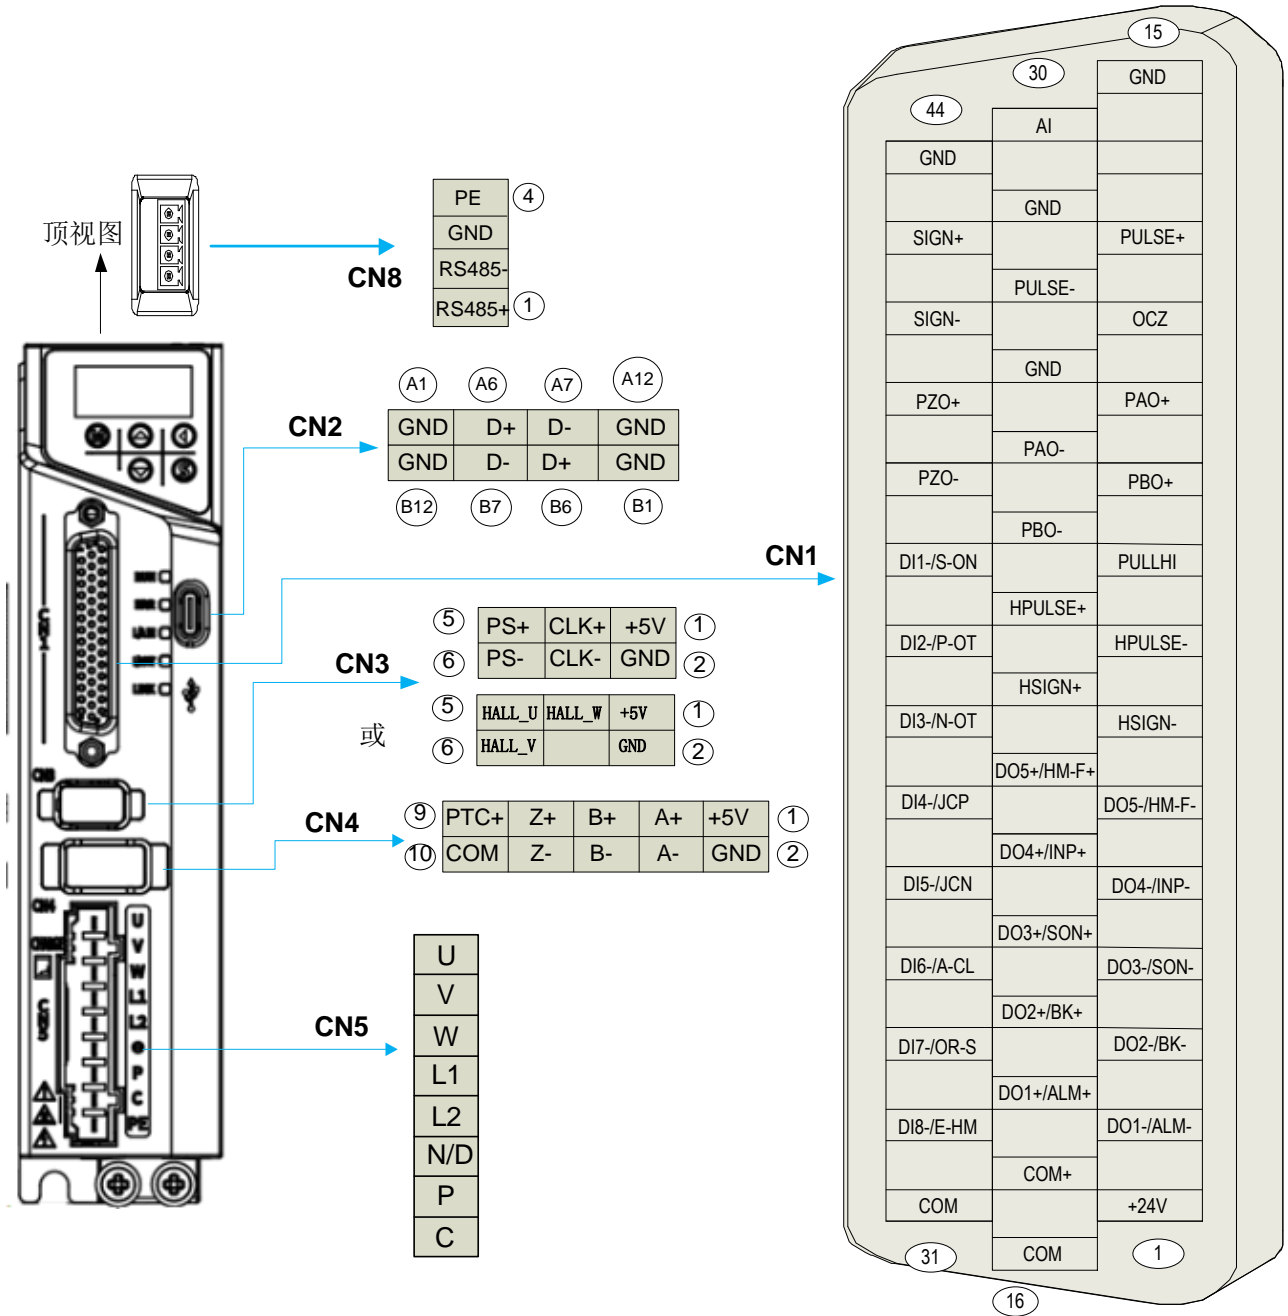 顶视图
PE
4
GND
RS485-
RS485+
1
CN8
A1
A6
A7
A12
GND
D+
D-
GND
GND
D-
D+
GND
B12
B7
B6
B1
CN2
CN1
CN3
5
PS+
CLK+
+5V
1
6
PS-
CLK-
GND
2
或
5
HALL_U
HALL_W
+5V
1
6
HALL_V
GND
2
CN4
9
PTC+
Z+
B+
A+
+5V
1
10
COM
Z-
B-
A-
GND
2
CN5
U
V
W
L1
L2
N/D
P
C
U
V
W
L1
L2
P
C
PE
15
30
44
GND
AI
GND
GND
SIGN+
PULSE+
PULSE-
SIGN-
OCZ
GND
PZO+
PAO+
PAO-
PZO-
PBO+
PBO-
DI1-/S-ON
PULLHI
HPULSE+
DI2-/P-OT
HPULSE-
HSIGN+
DI3-/N-OT
HSIGN-
DO5+/HM-F+
DI4-/JCP
DO5-/HM-F-
DO4+/INP+
DI5-/JCN
DO4-/INP-
DO3+/SON+
DI6-/A-CL
DO3-/SON-
DO2+/BK+
DI7-/OR-S
DO2-/BK-
DO1+/ALM+
DI8-/E-HM
DO1-/ALM-
COM+
COM
+24V
COM
31
1
16